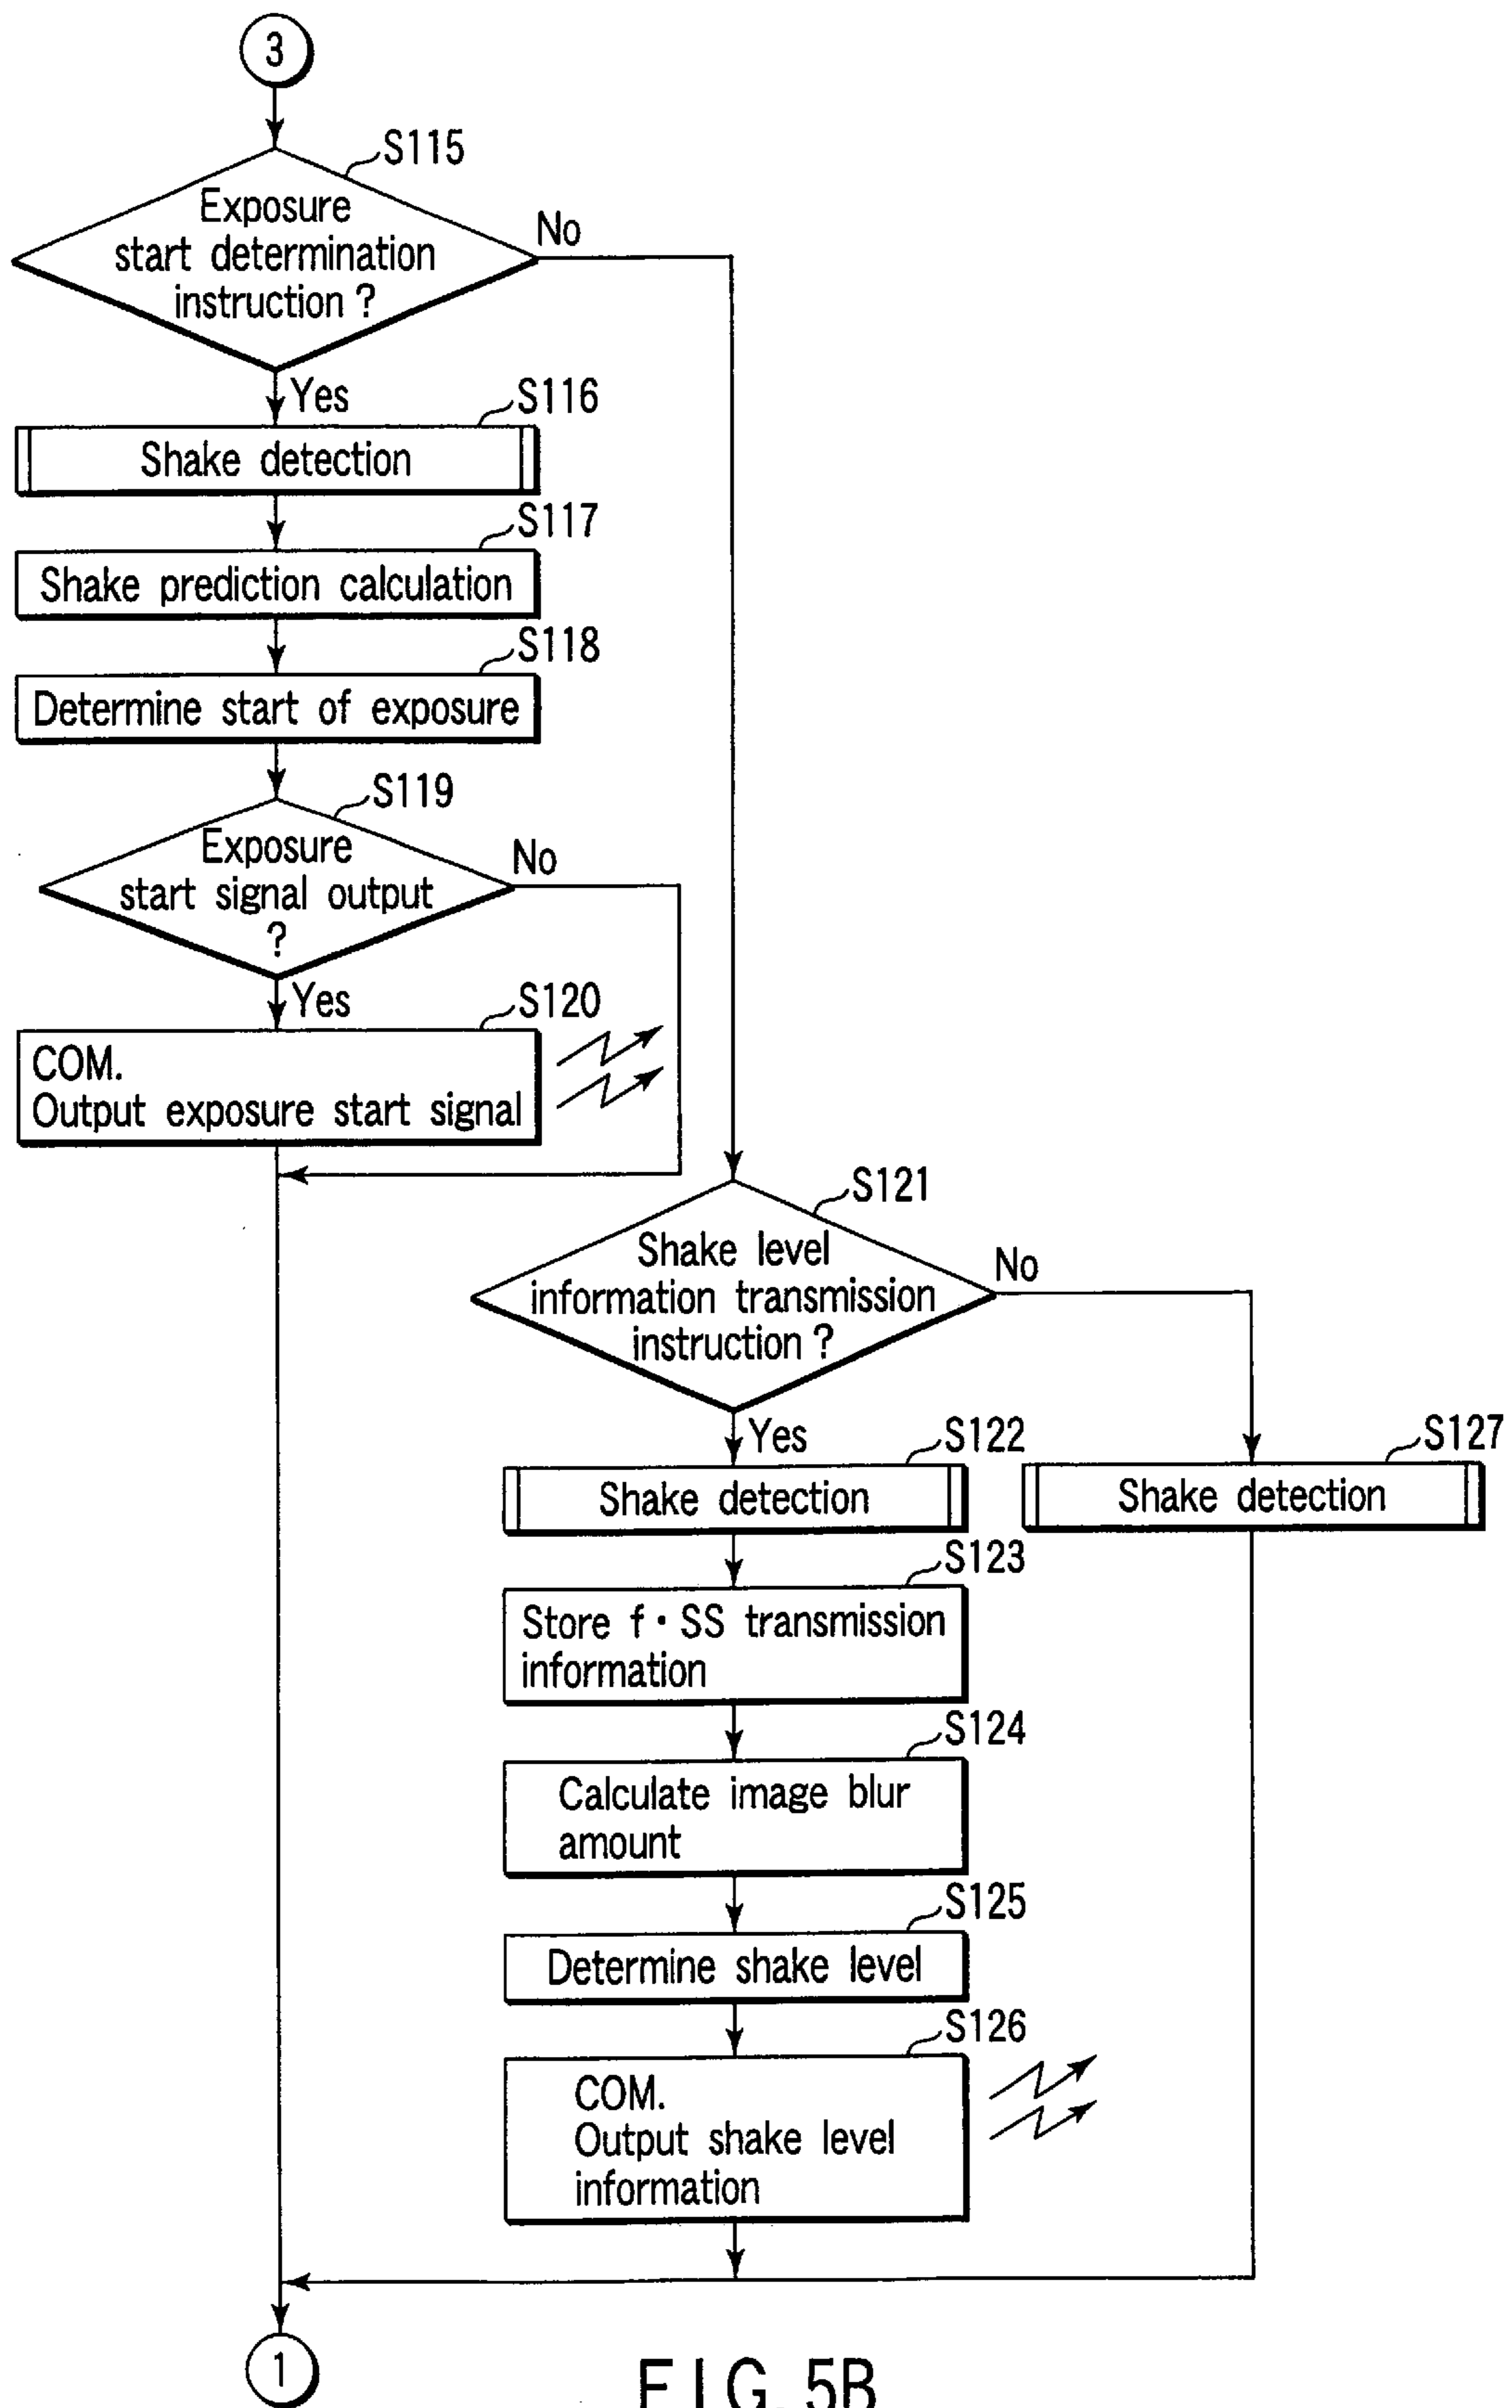 3
S115
Exposure
start determination
instruction ?
No
Yes
S116
Shake detection
S117
Shake prediction calculation
S118
Determine start of exposure
S119
Exposure
start signal output
?
No
Yes
S120
COM.
Output exposure start signal
S121
Shake level
information transmission
instruction ?
No
Yes
S122
Shake detection
S127
Shake detection
S123
Store f・SS transmission
information
S124
Calculate image blur
amount
S125
Determine shake level
S126
COM.
Output shake level
information
1
FIG. 5B